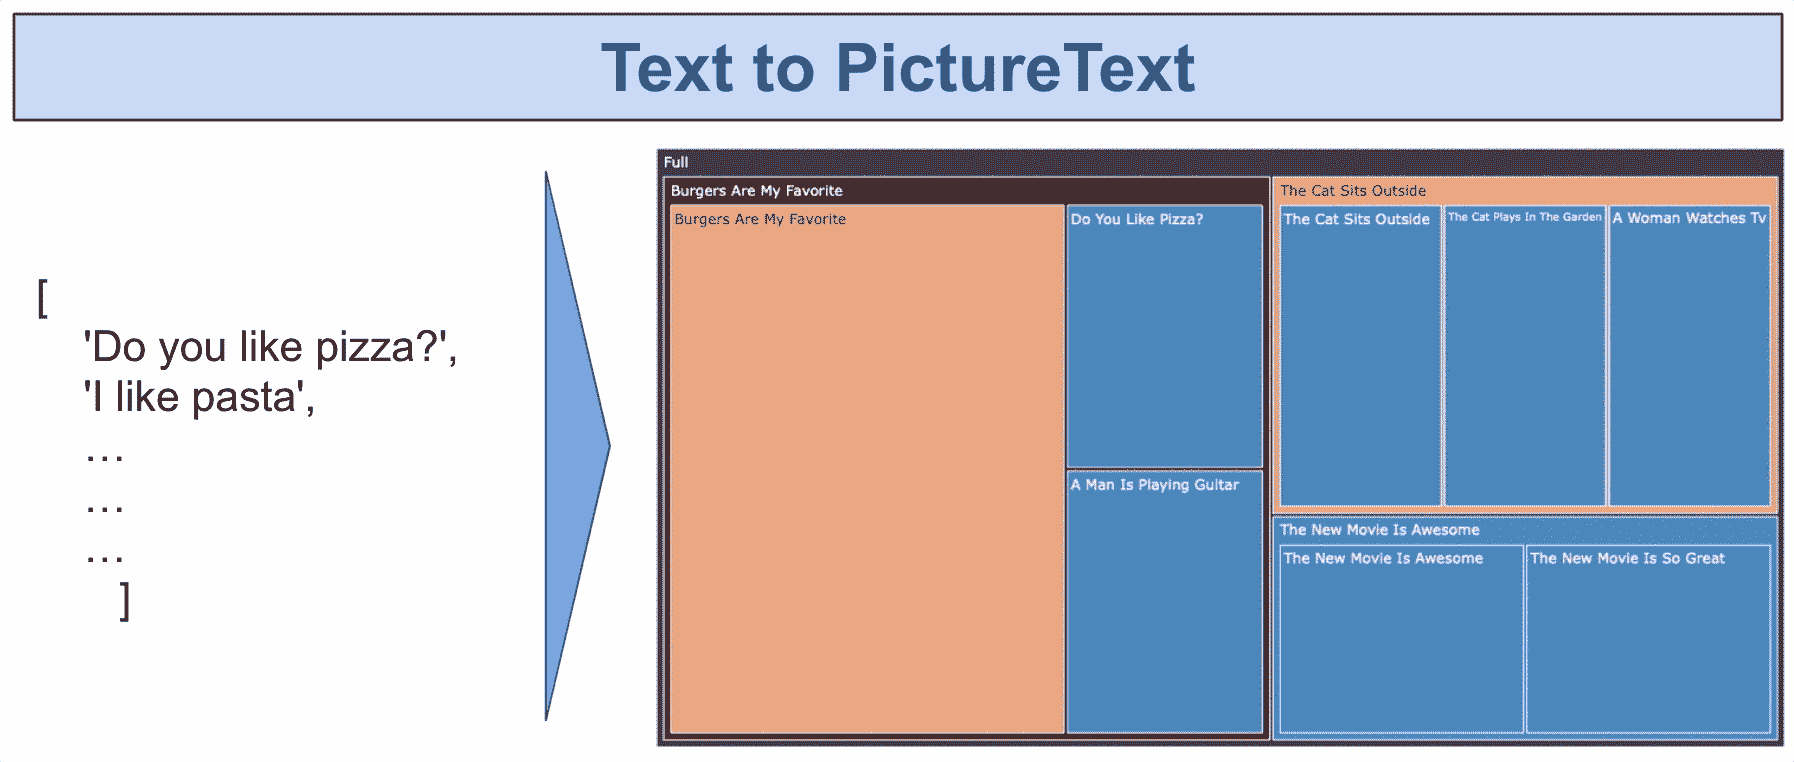 Text to PictureText
[
'Do you like pizza?',
'I like pasta',
...
...
...
]
Full
Burgers Are My Favorite
Burgers Are My Favorite
Do You Like Pizza?
A Man Is Playing Guitar
The Cat Sits Outside
The Cat Sits Outside
The Cat Plays In The Garden
A Woman Watches Tv
The New Movie Is Awesome
The New Movie Is Awesome
The New Movie Is So Great